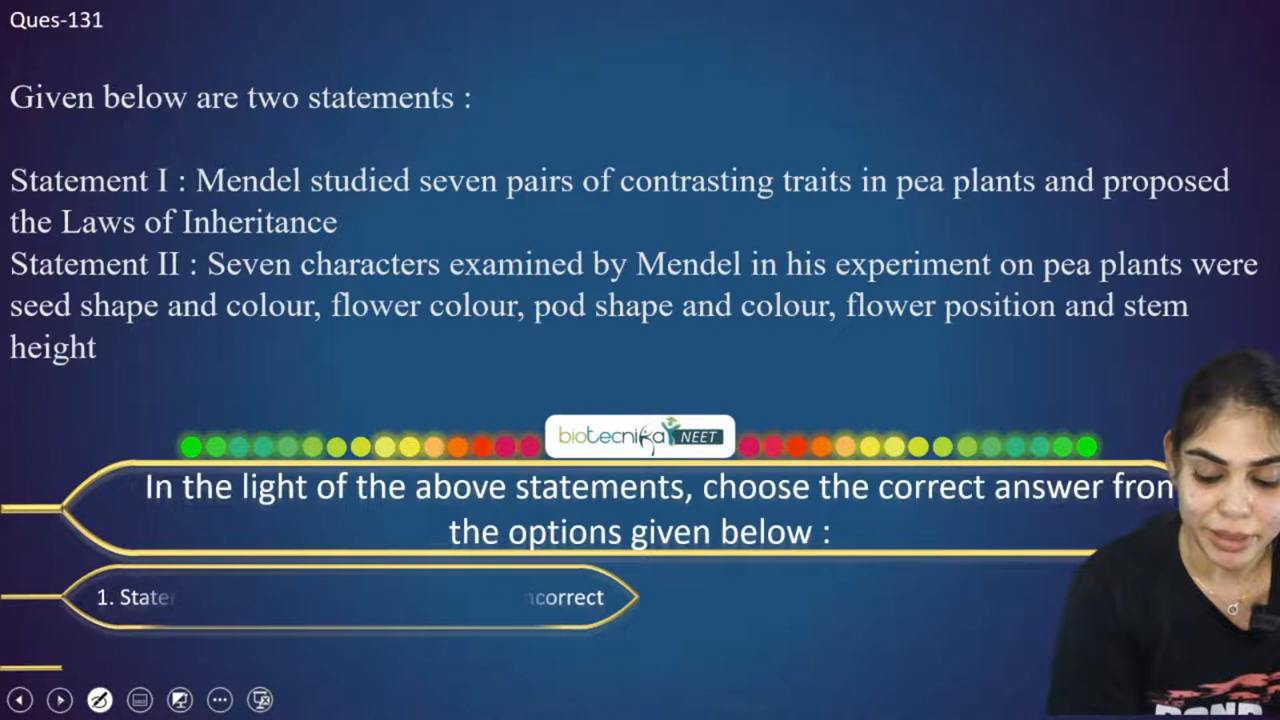 Ques-131
Given below are two statements :
Statement I : Mendel studied seven pairs of contrasting traits in pea plants and proposed
the Laws of Inheritance
Statement II : Seven characters examined by Mendel in his experiment on pea plants were
seed shape and colour, flower colour, pod shape and colour, flower position and stem
height
biotecnika NEET
In the light of the above statements, choose the correct answer from
the options given below :
1.